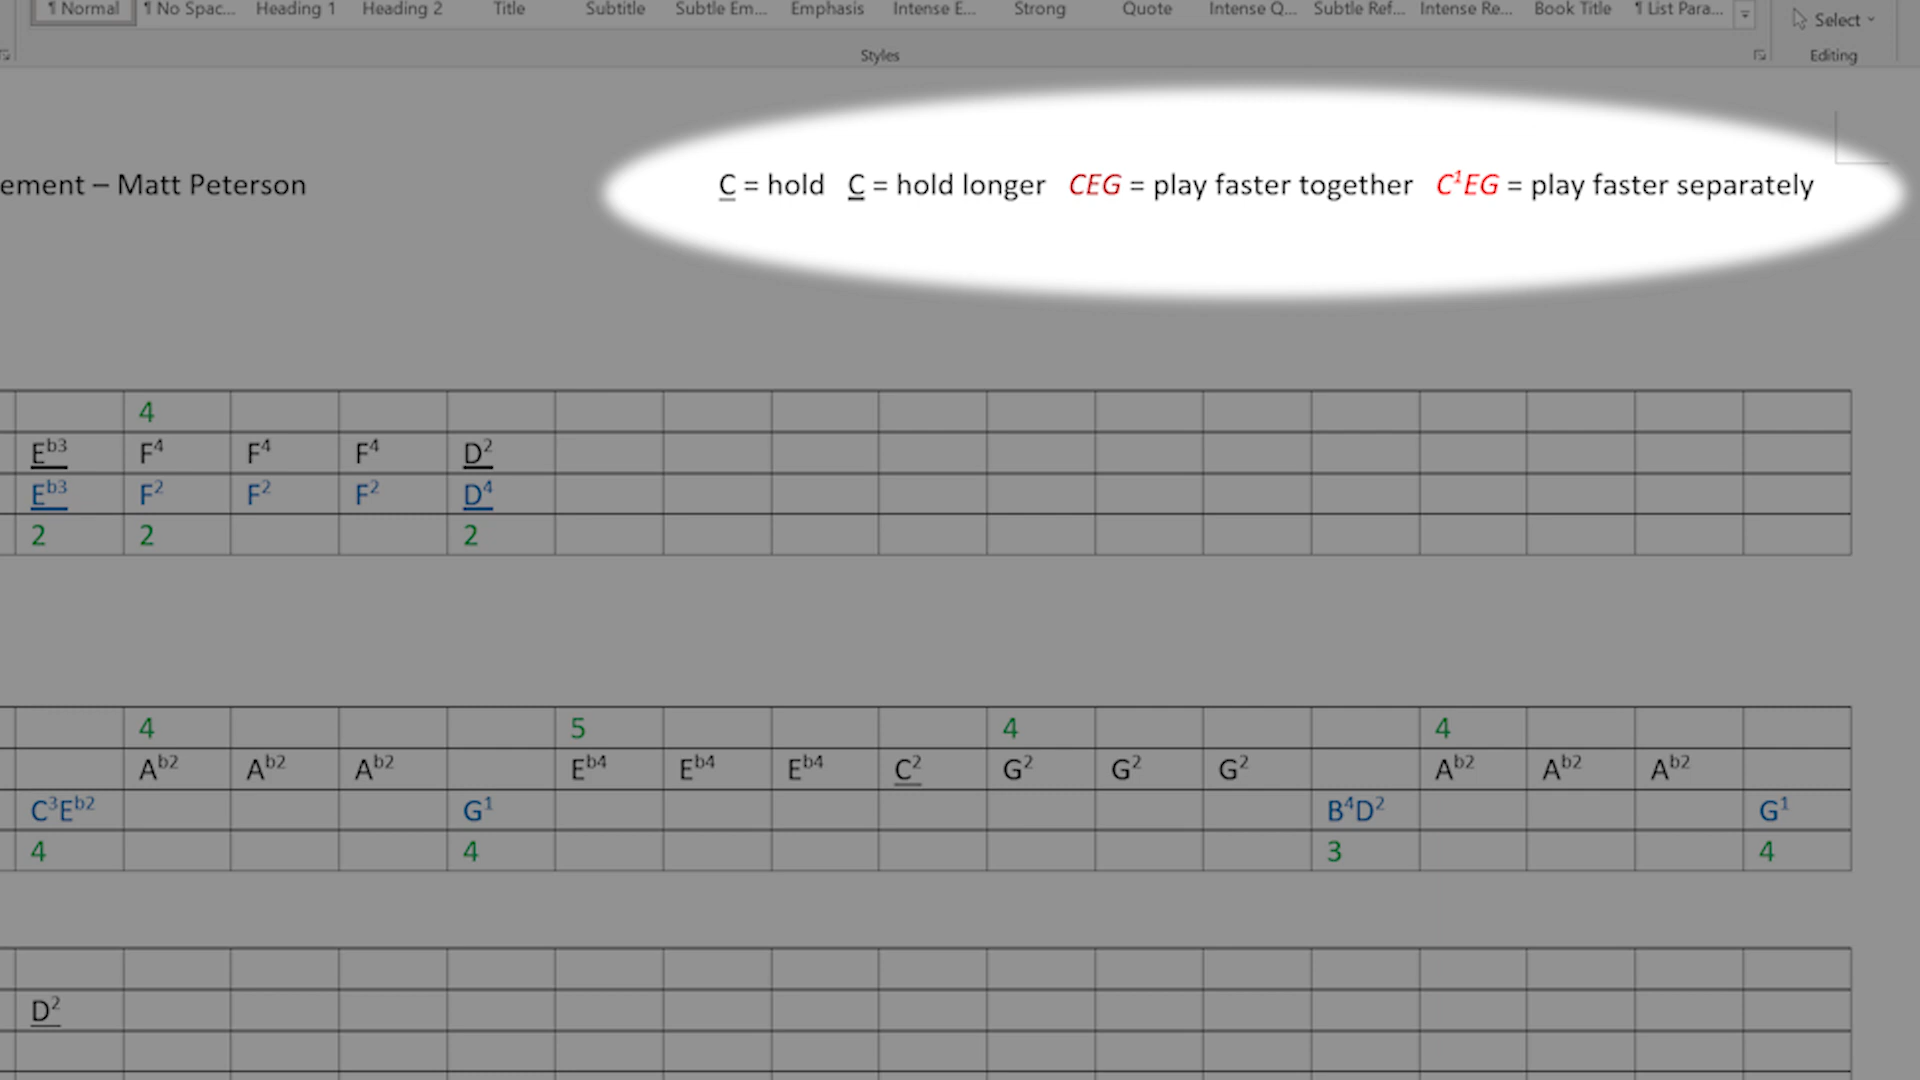 ¶ Normal ¶ No Spac... Heading 1 Heading 2 Title Subtitle Subtle Em... Emphasis Intense E... Strong Quote Intense Q... Subtle Ref... Intense Re... Book Title ¶ List Para... Select
Styles Editing
ement – Matt Peterson C = hold C = hold longer CEG = play faster together C¹EG = play faster separately
4
Eᵇ³ F⁴ F⁴ F⁴ D²
Eᵇ³ F² F² F² D⁴
2 2 2
4 5 4 4
Aᵇ² Aᵇ² Aᵇ² Eᵇ⁴ Eᵇ⁴ Eᵇ⁴ C² G² G² G² Aᵇ² Aᵇ² Aᵇ²
C³Eᵇ² G¹ B⁴D² G¹
4 4 3 4
D²